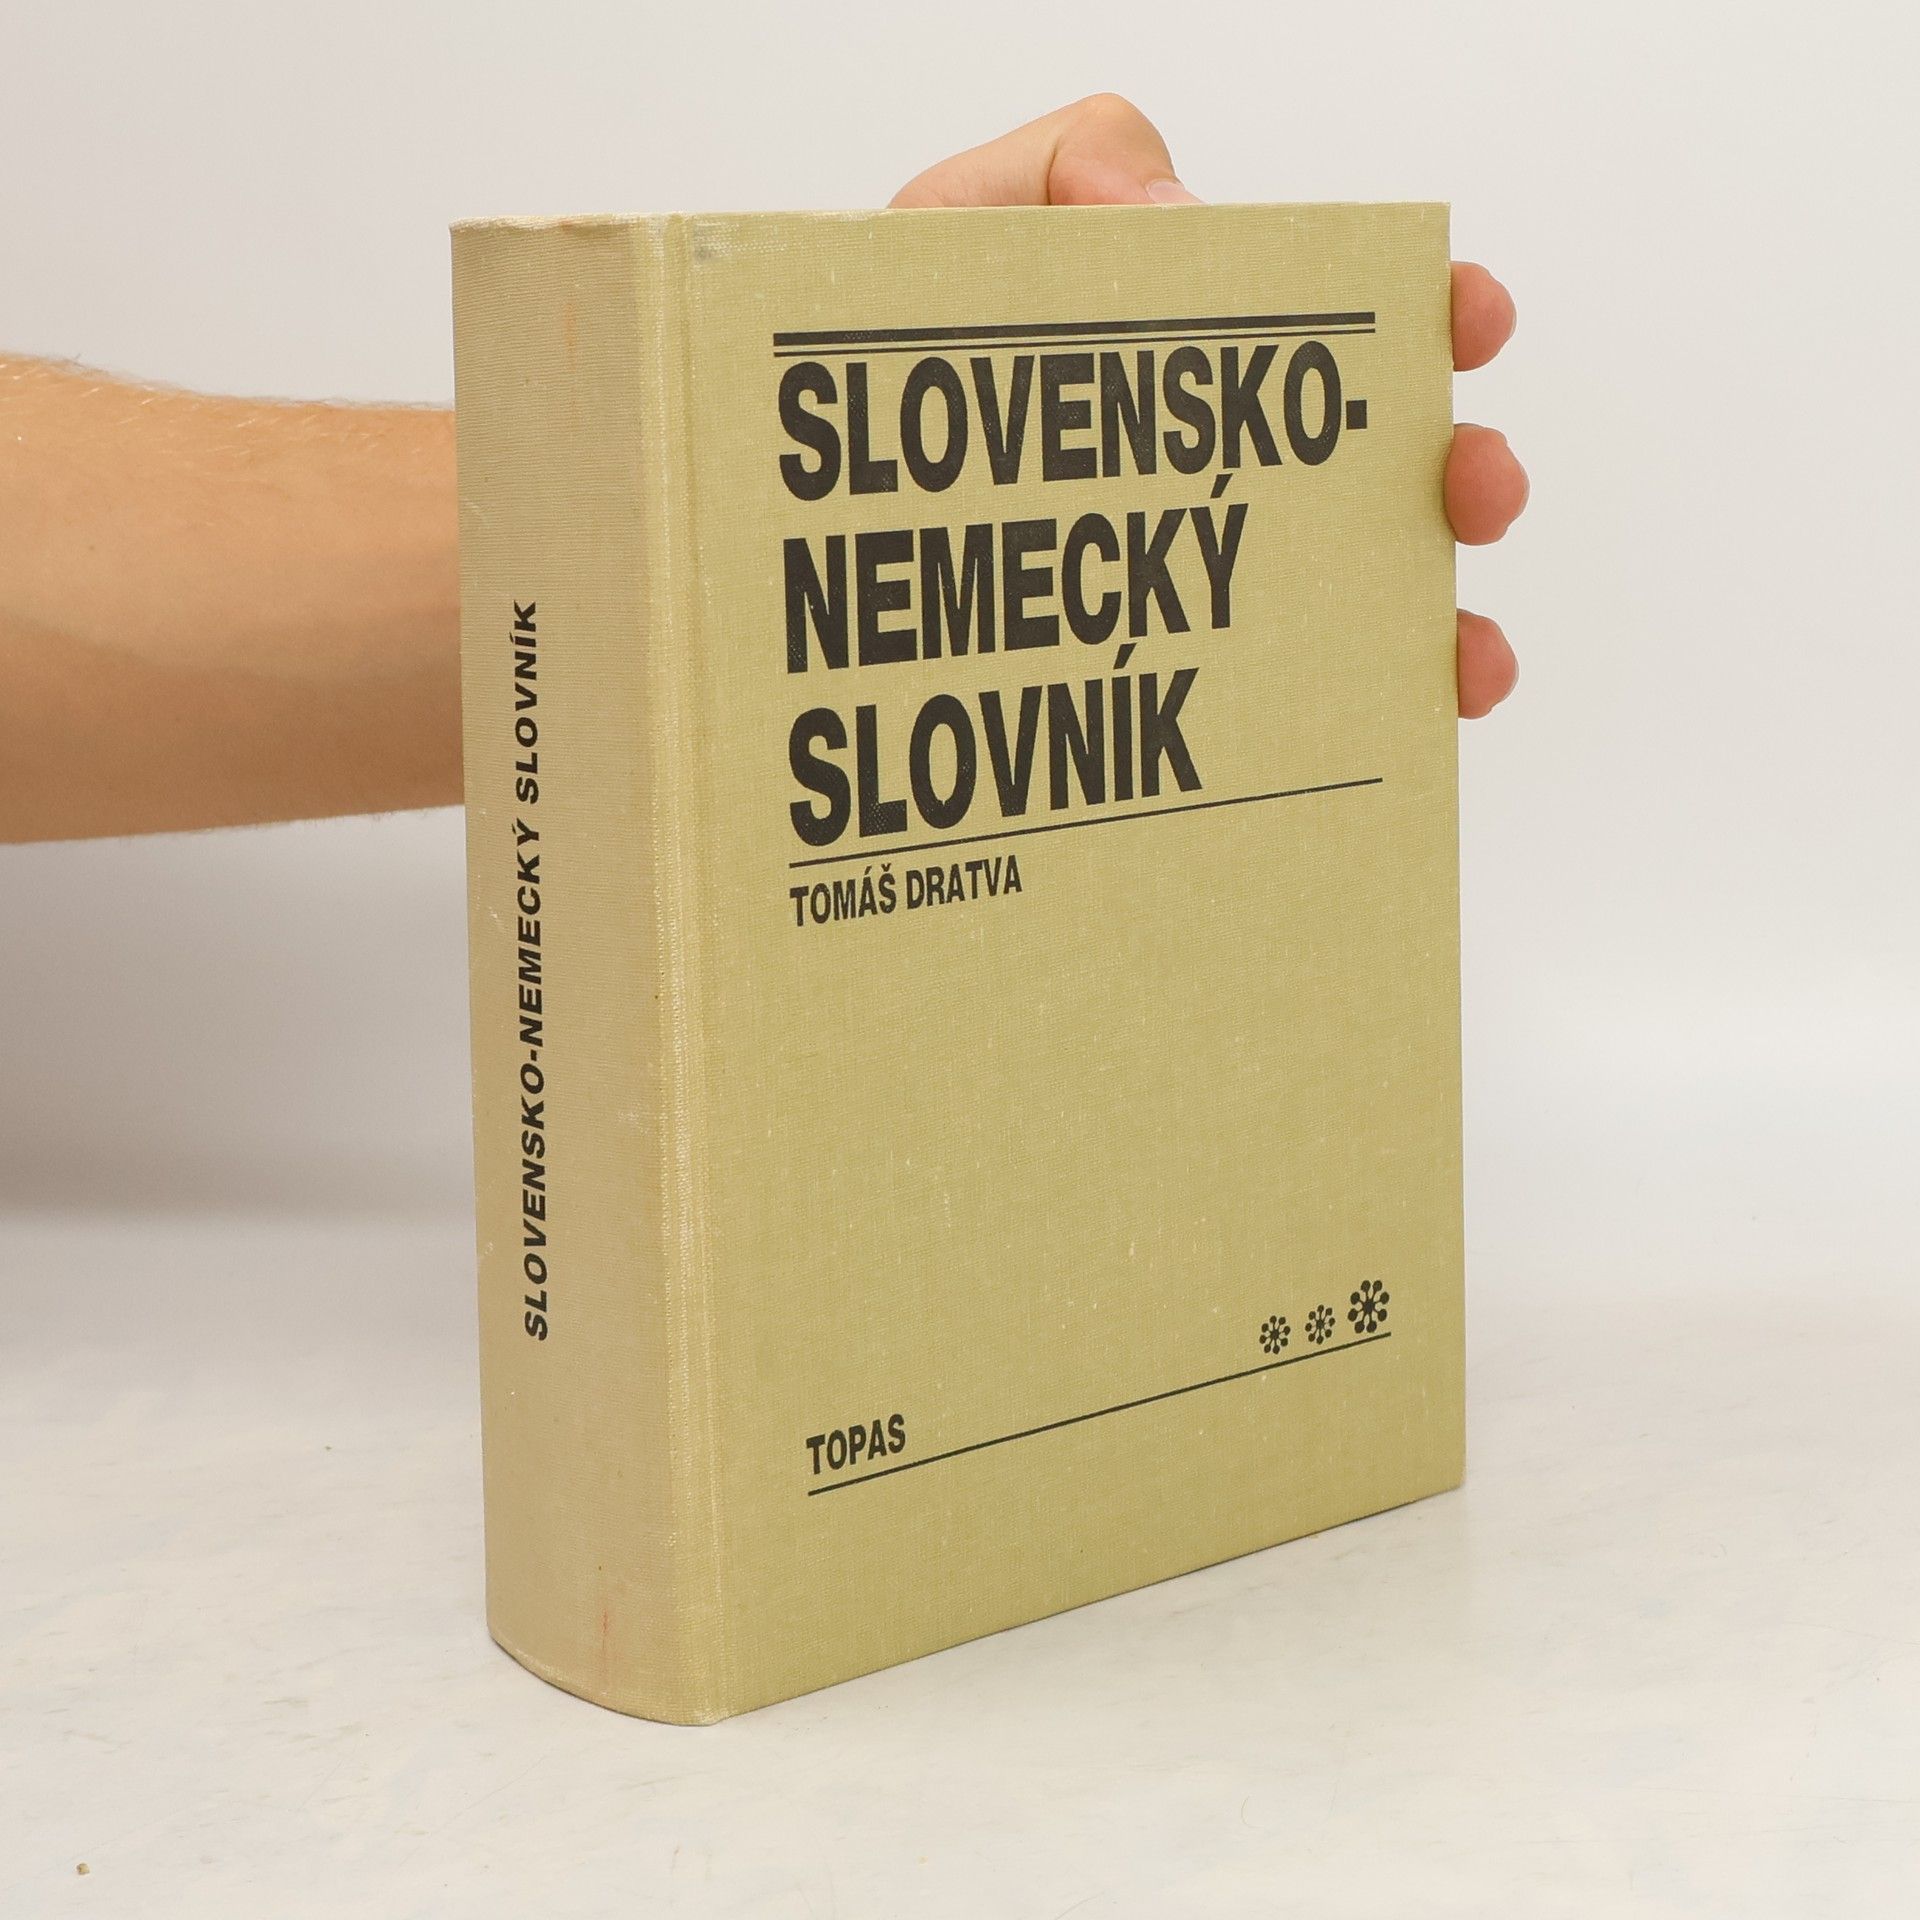 SLOVENSKO-NEMECKÝ SLOVNÍK
SLOVENSKO-
NEMECKÝ
SLOVNÍK
TOMÁŠ DRATVA
TOPAS